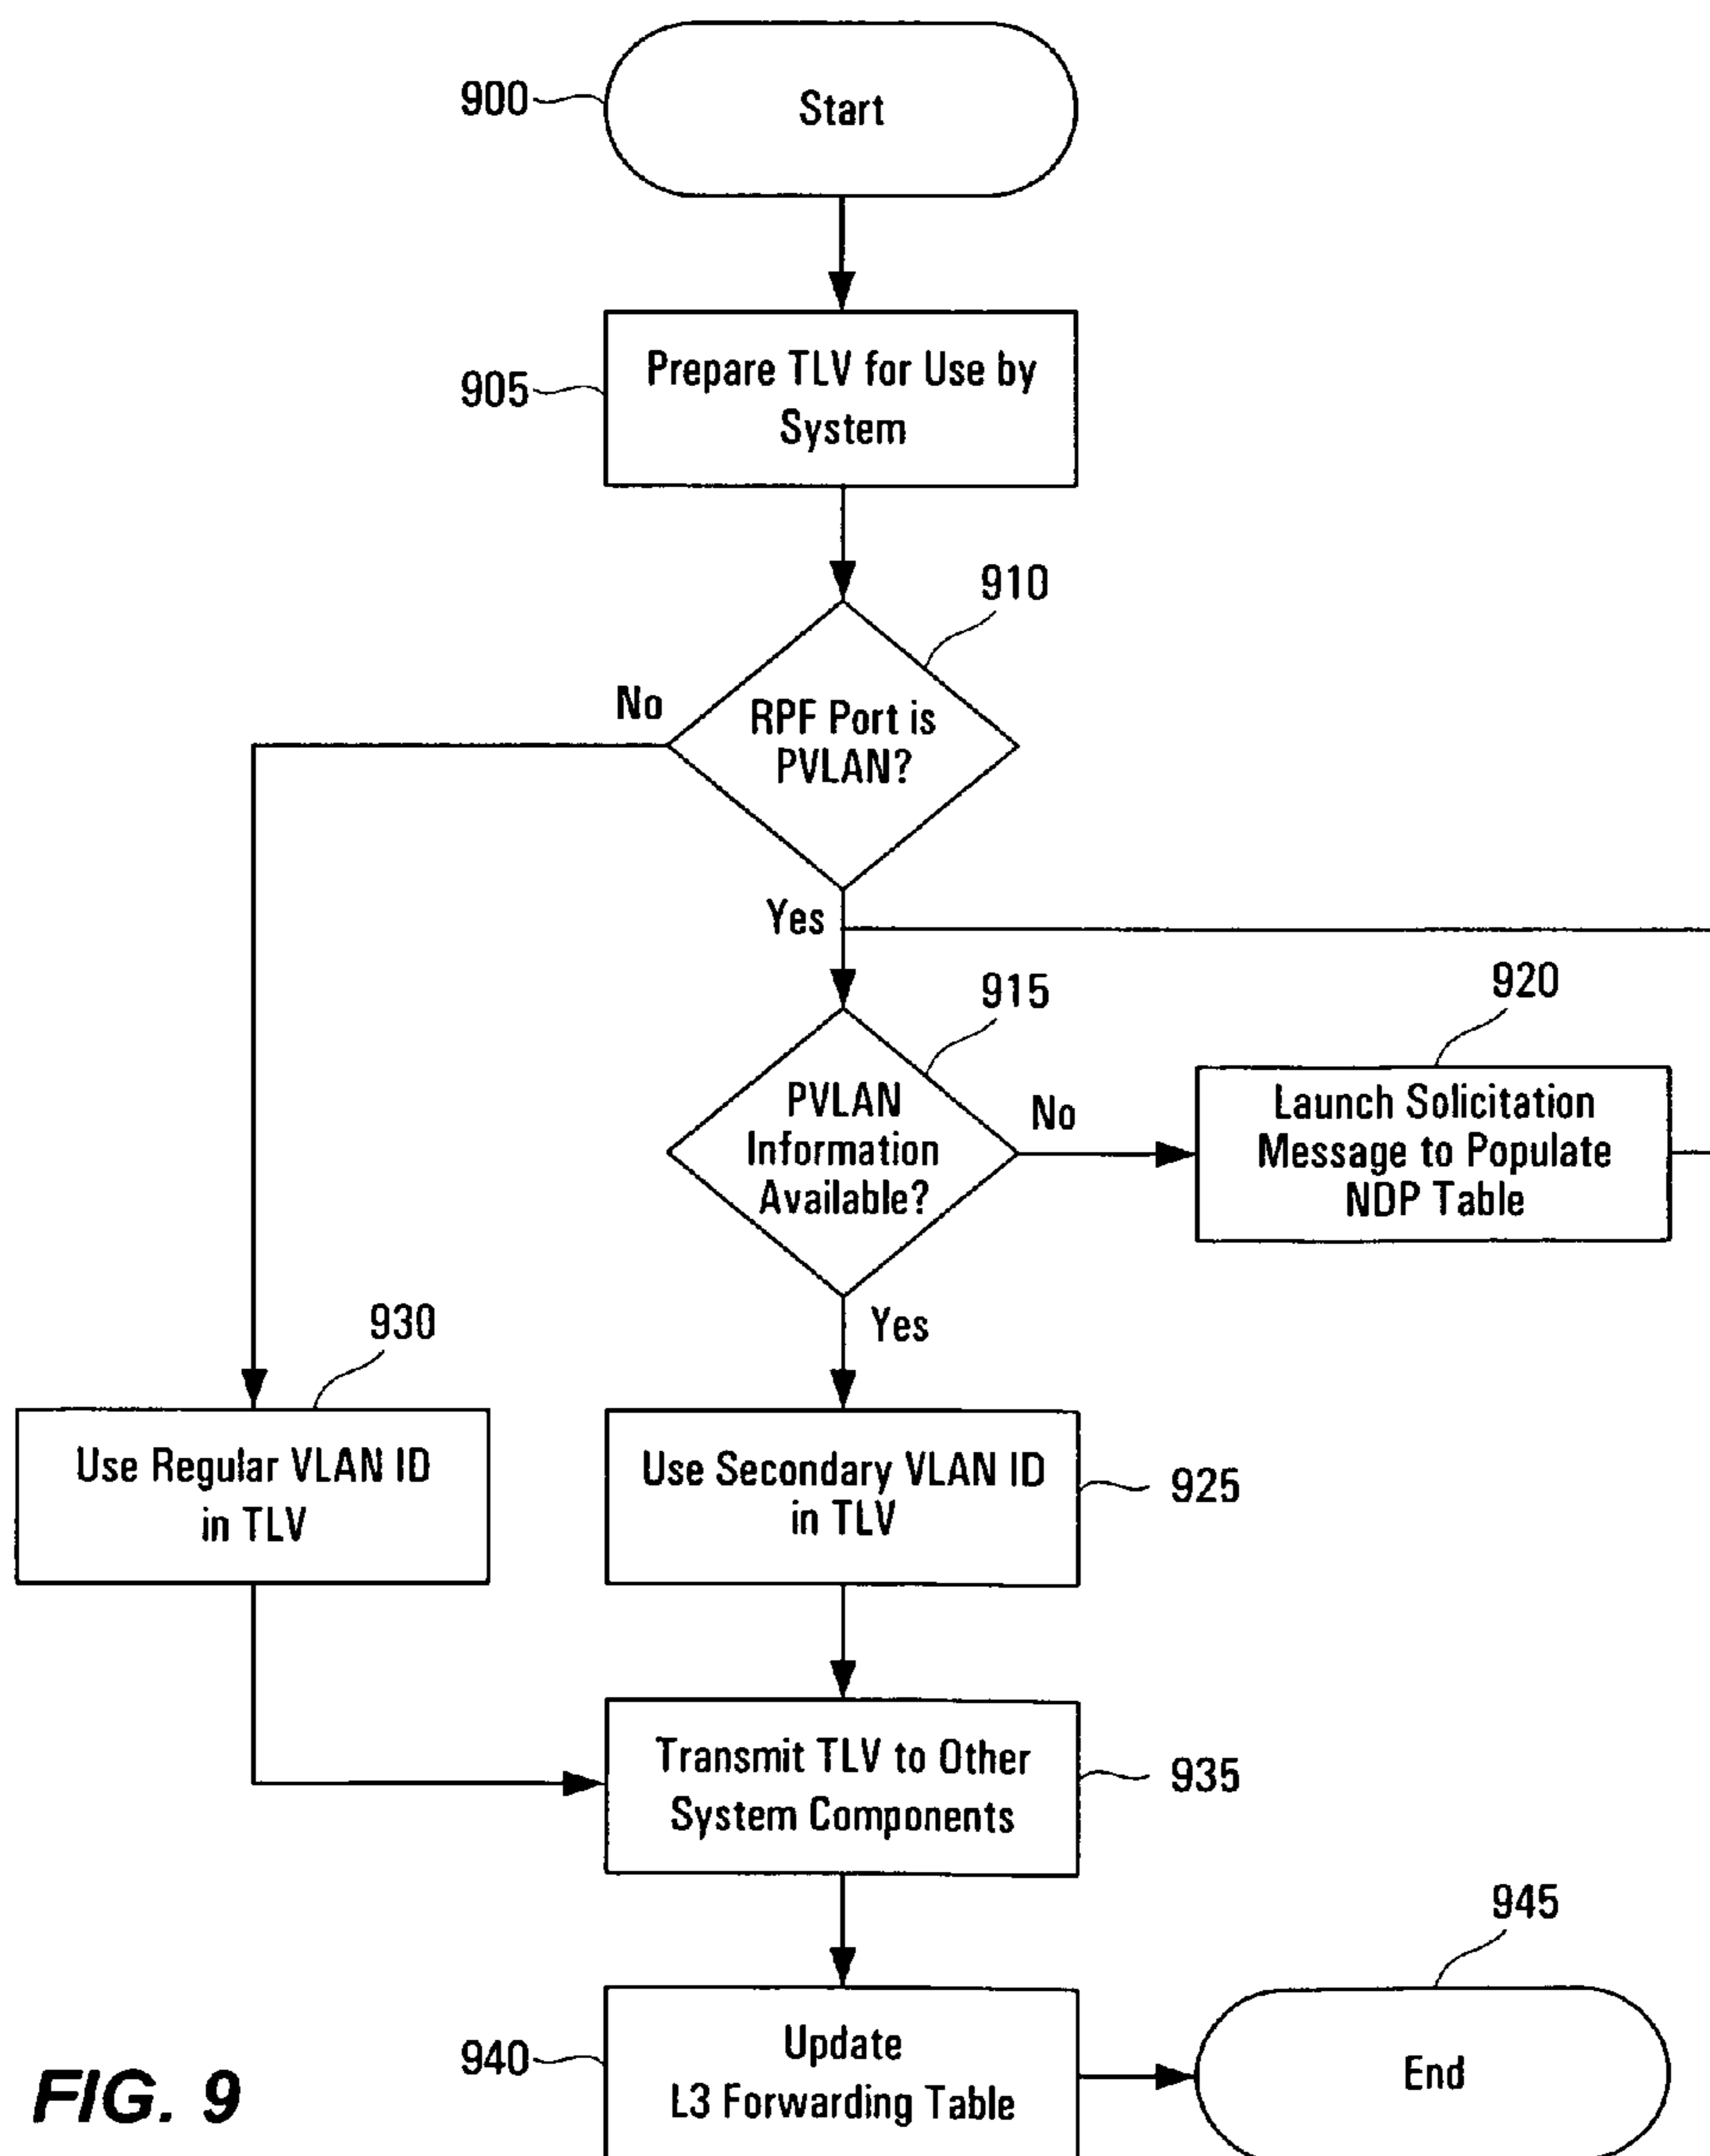 900
Start
905
Prepare TLV for Use by
System
910
No
RPF Port is
PVLAN?
Yes
915
920
PVLAN
Information
Available?
No
Launch Solicitation
Message to Populate
NDP Table
Yes
930
Use Regular VLAN ID
in TLV
Use Secondary VLAN ID
in TLV
925
Transmit TLV to Other
System Components
935
945
940
Update
L3 Forwarding Table
End
FIG. 9